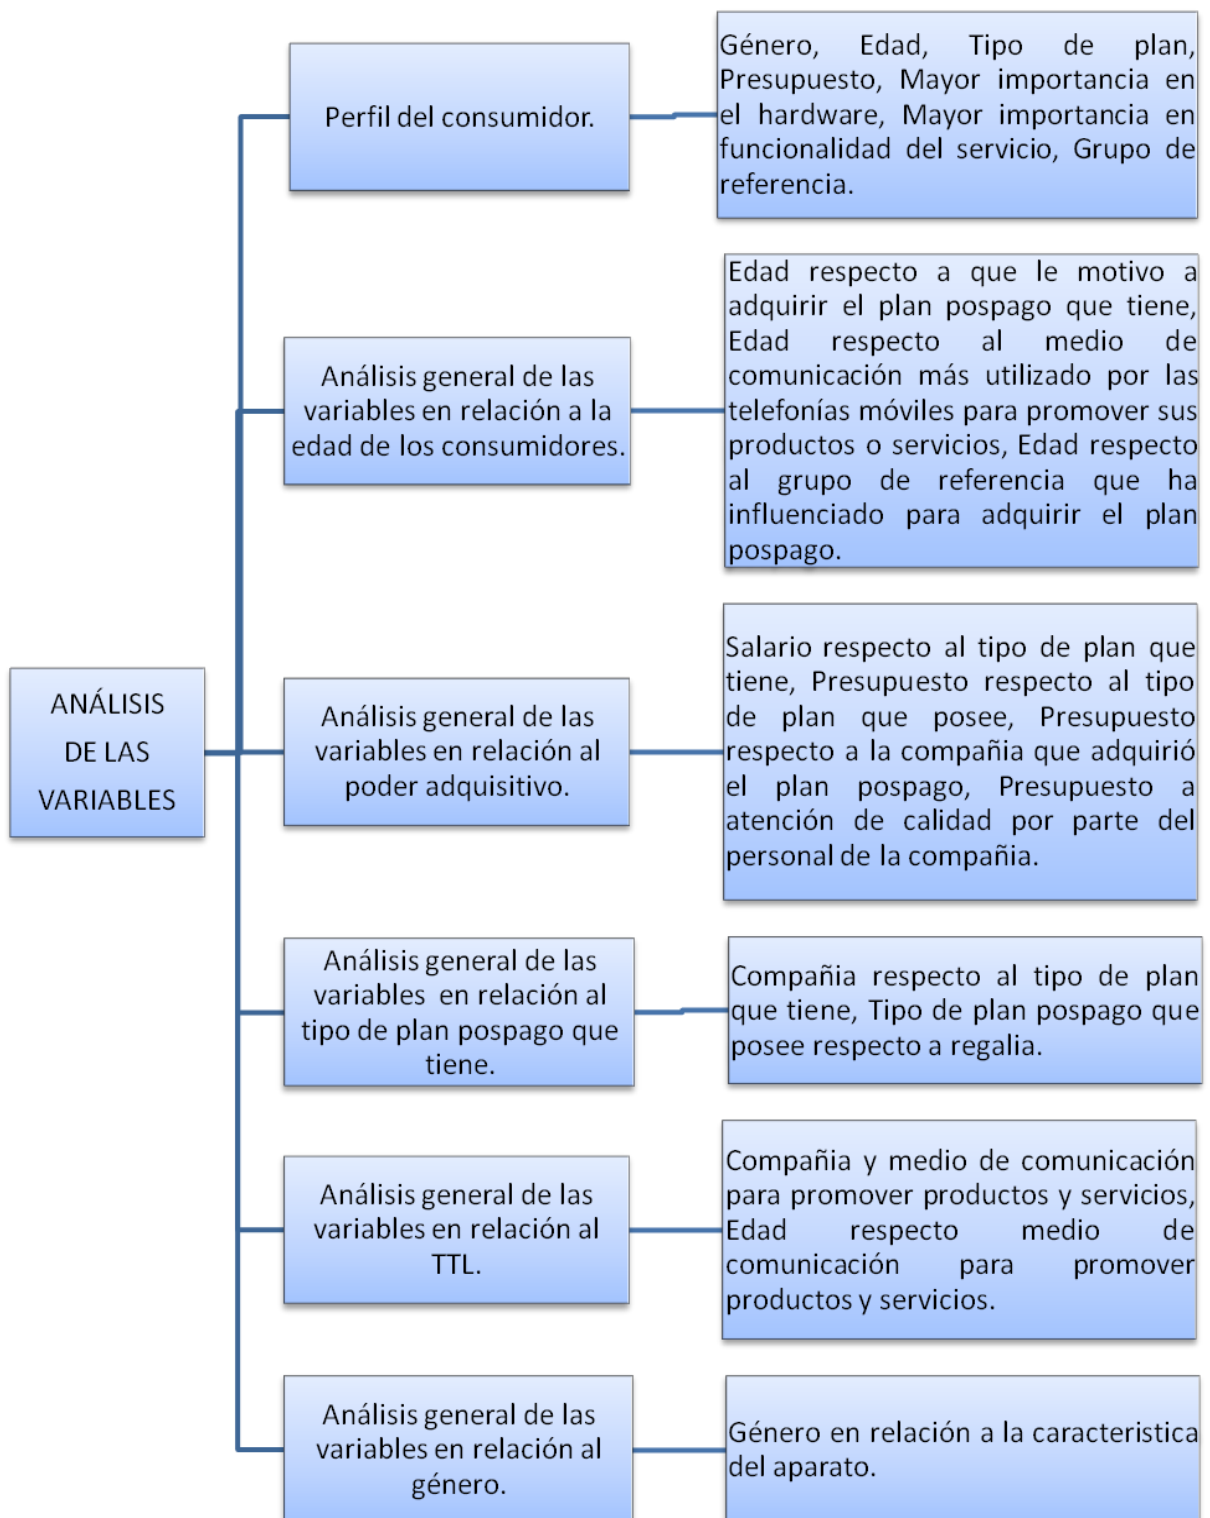 ANÁLISIS
DE LAS
VARIABLES
Perfil del consumidor.
Género, Edad, Tipo de plan,
Presupuesto, Mayor importancia en
el hardware, Mayor importancia en
funcionalidad del servicio, Grupo de
referencia.
Análisis general de las
variables en relación a la
edad de los consumidores.
Edad respecto a que le motivo a
adquirir el plan pospago que tiene,
Edad respecto al medio de
comunicación más utilizado por las
telefonías móviles para promover sus
productos o servicios, Edad respecto
al grupo de referencia que ha
influenciado para adquirir el plan
pospago.
Análisis general de las
variables en relación al
poder adquisitivo.
Salario respecto al tipo de plan que
tiene, Presupuesto respecto al tipo
de plan que posee, Presupuesto
respecto a la compañia que adquirió
el plan pospago, Presupuesto a
atención de calidad por parte del
personal de la compañia.
Análisis general de las
variables en relación al
tipo de plan pospago que
tiene.
Compañia respecto al tipo de plan
que tiene, Tipo de plan pospago que
posee respecto a regalia.
Análisis general de las
variables en relación al
TTL.
Compañia y medio de comunicación
para promover productos y servicios,
Edad respecto medio de
comunicación para promover
productos y servicios.
Análisis general de las
variables en relación al
género.
Género en relación a la caracteristica
del aparato.